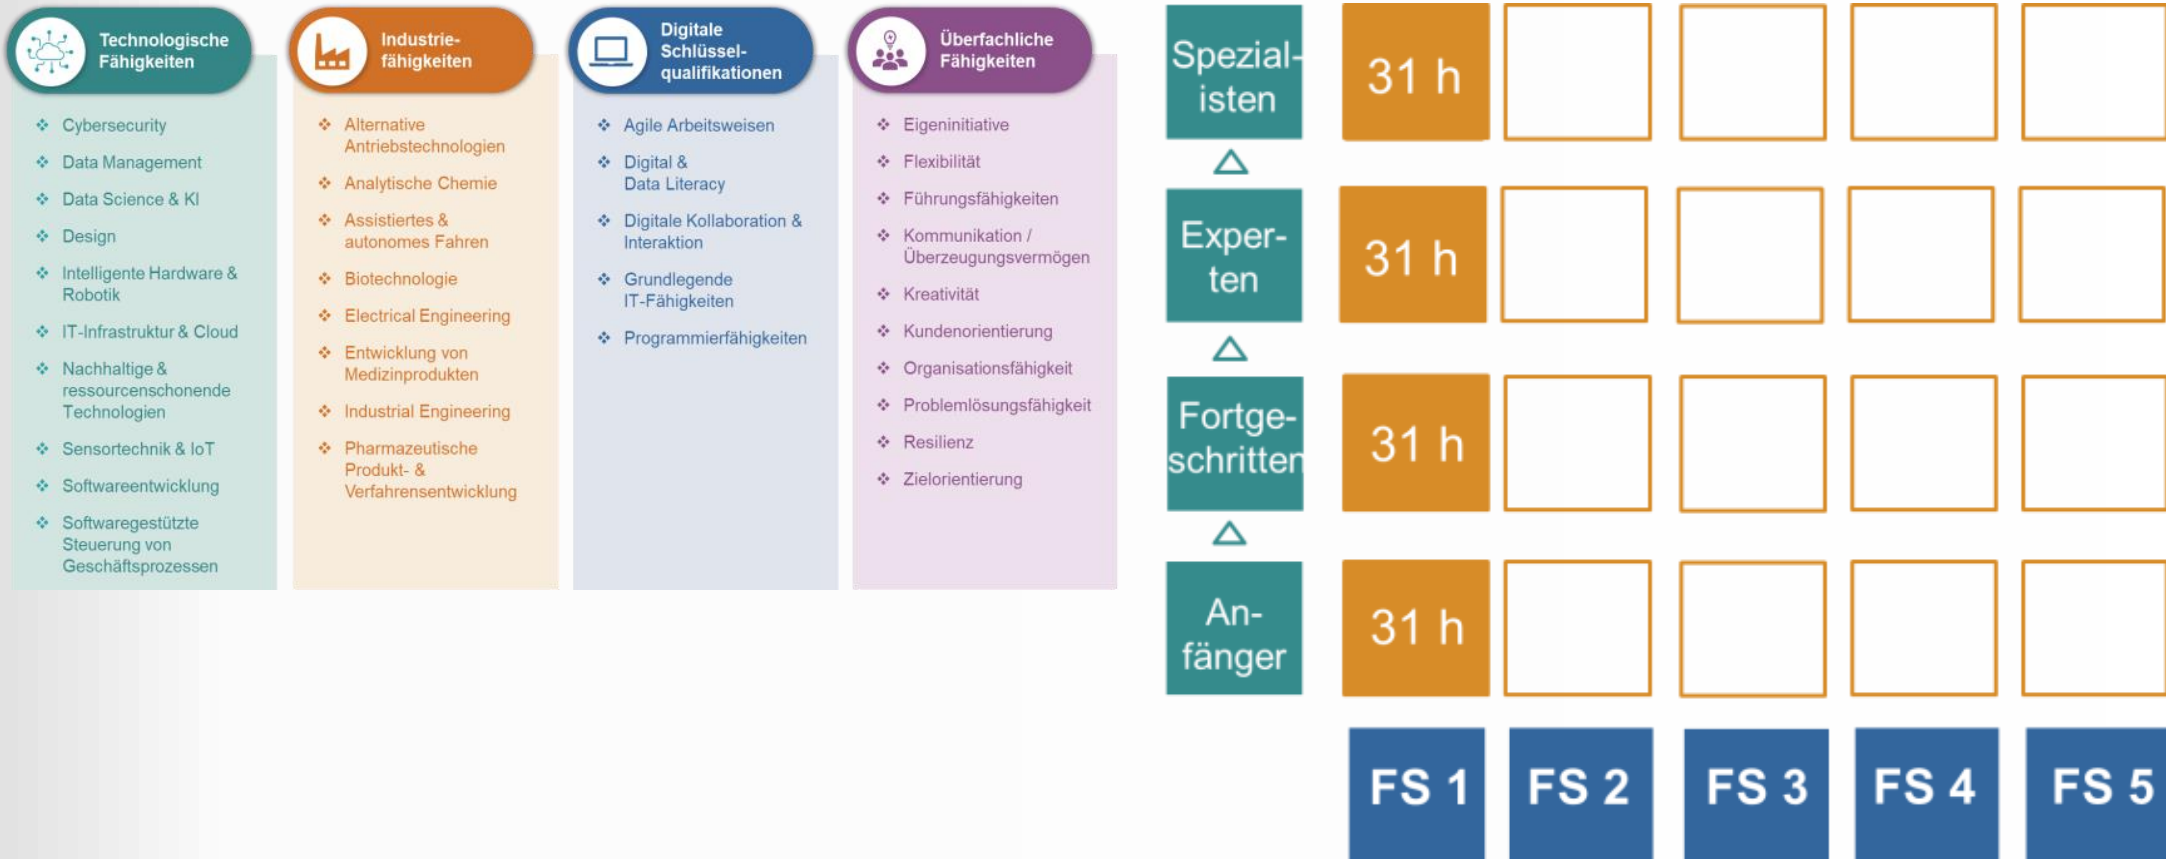 Technologische
Fähigkeiten
Cybersecurity
Data Management
Data Science & KI
Design
Intelligente Hardware &
Robotik
IT-Infrastruktur & Cloud
Nachhaltige &
ressourcenschonende
Technologien
Sensortechnik & IoT
Softwareentwicklung
Softwaregestützte
Steuerung von
Geschäftsprozessen
Industrie-
fähigkeiten
Alternative
Antriebstechnologien
Analytische Chemie
Assistiertes &
autonomes Fahren
Biotechnologie
Electrical Engineering
Entwicklung von
Medizinprodukten
Industrial Engineering
Pharmazeutische
Produkt- &
Verfahrensentwicklung
Digitale
Schlüssel-
qualifikationen
Agile Arbeitsweisen
Digital &
Data Literacy
Digitale Kollaboration &
Interaktion
Grundlegende
IT-Fähigkeiten
Programmierfähigkeiten
Überfachliche
Fähigkeiten
Eigeninitiative
Flexibilität
Führungsfähigkeiten
Kommunikation /
Überzeugungsvermögen
Kreativität
Kundenorientierung
Organisationsfähigkeit
Problemlösungsfähigkeit
Resilienz
Zielorientierung
Spezial-
isten
31 h
Exper-
ten
31 h
Fortge-
schritten
31 h
An-
fänger
31 h
FS 1
FS 2
FS 3
FS 4
FS 5